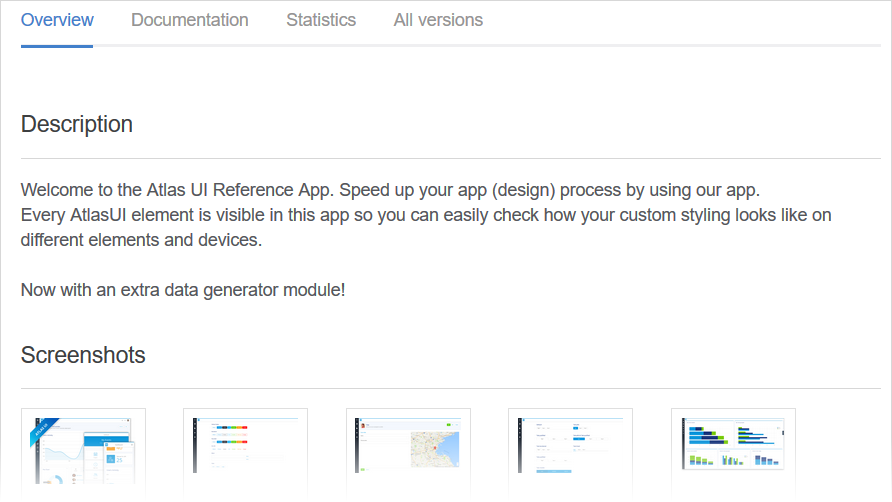 Overview Documentation Statistics All versions
Description
Welcome to the Atlas UI Reference App. Speed up your app (design) process by using our app.
Every AtlasUI element is visible in this app so you can easily check how your custom styling looks like on
different elements and devices.
Now with an extra data generator module!
Screenshots